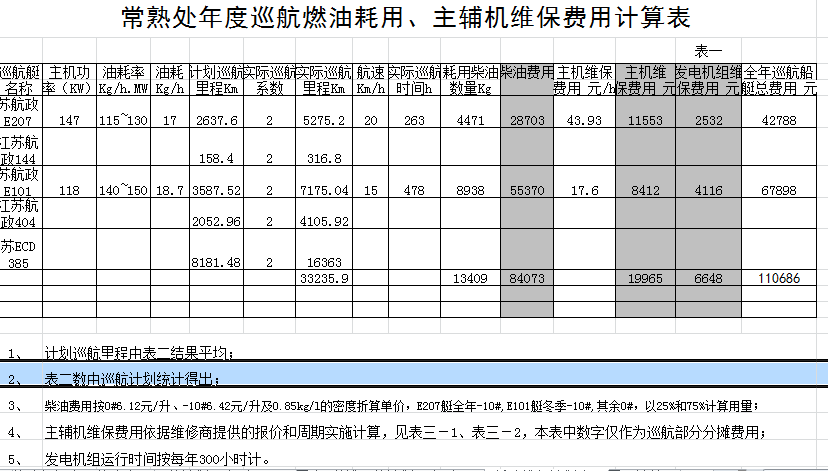 常熟处年度巡航燃油耗用、主辅机维保费用计算表
表一
巡航艇名称 主机功率（KW） 油耗率Kg/h.MW 油耗Kg/h 计划巡航里程Km 实际巡航系数 实际巡航里程Km 航速Km/h 实际巡航时间h 耗用柴油数量Kg 柴油费用 主机维保费用 元/h 主机维保费用 元 发电机组维保费用 元 全年巡航船艇总费用 元
苏航政E207 147 115~130 17 2637.6 2 5275.2 20 263 4471 28703 43.93 11553 2532 42788
江苏航政144 158.4 2 316.8
苏航政E101 118 140~150 18.7 3587.52 2 7175.04 15 478 8938 55370 17.6 8412 4116 67898
江苏航政404 2052.96 2 4105.92
苏ECD385 8181.48 2 16363
33235.9 13409 84073 19965 6648 110686
1、 计划巡航里程由表二结果平均；
2、 表二数由巡航计划统计得出；
3、 柴油费用按0#6.12元/升、-10#6.42元/升及0.85kg/l的密度折算单价，E207艇全年-10#,E101艇冬季-10#,其余0#，以25%和75%计算用量；
4、 主辅机维保费用依据维修商提供的报价和周期实施计算，见表三－1、表三－2，本表中数字仅作为巡航部分分摊费用；
5、 发电机组运行时间按每年300小时计。